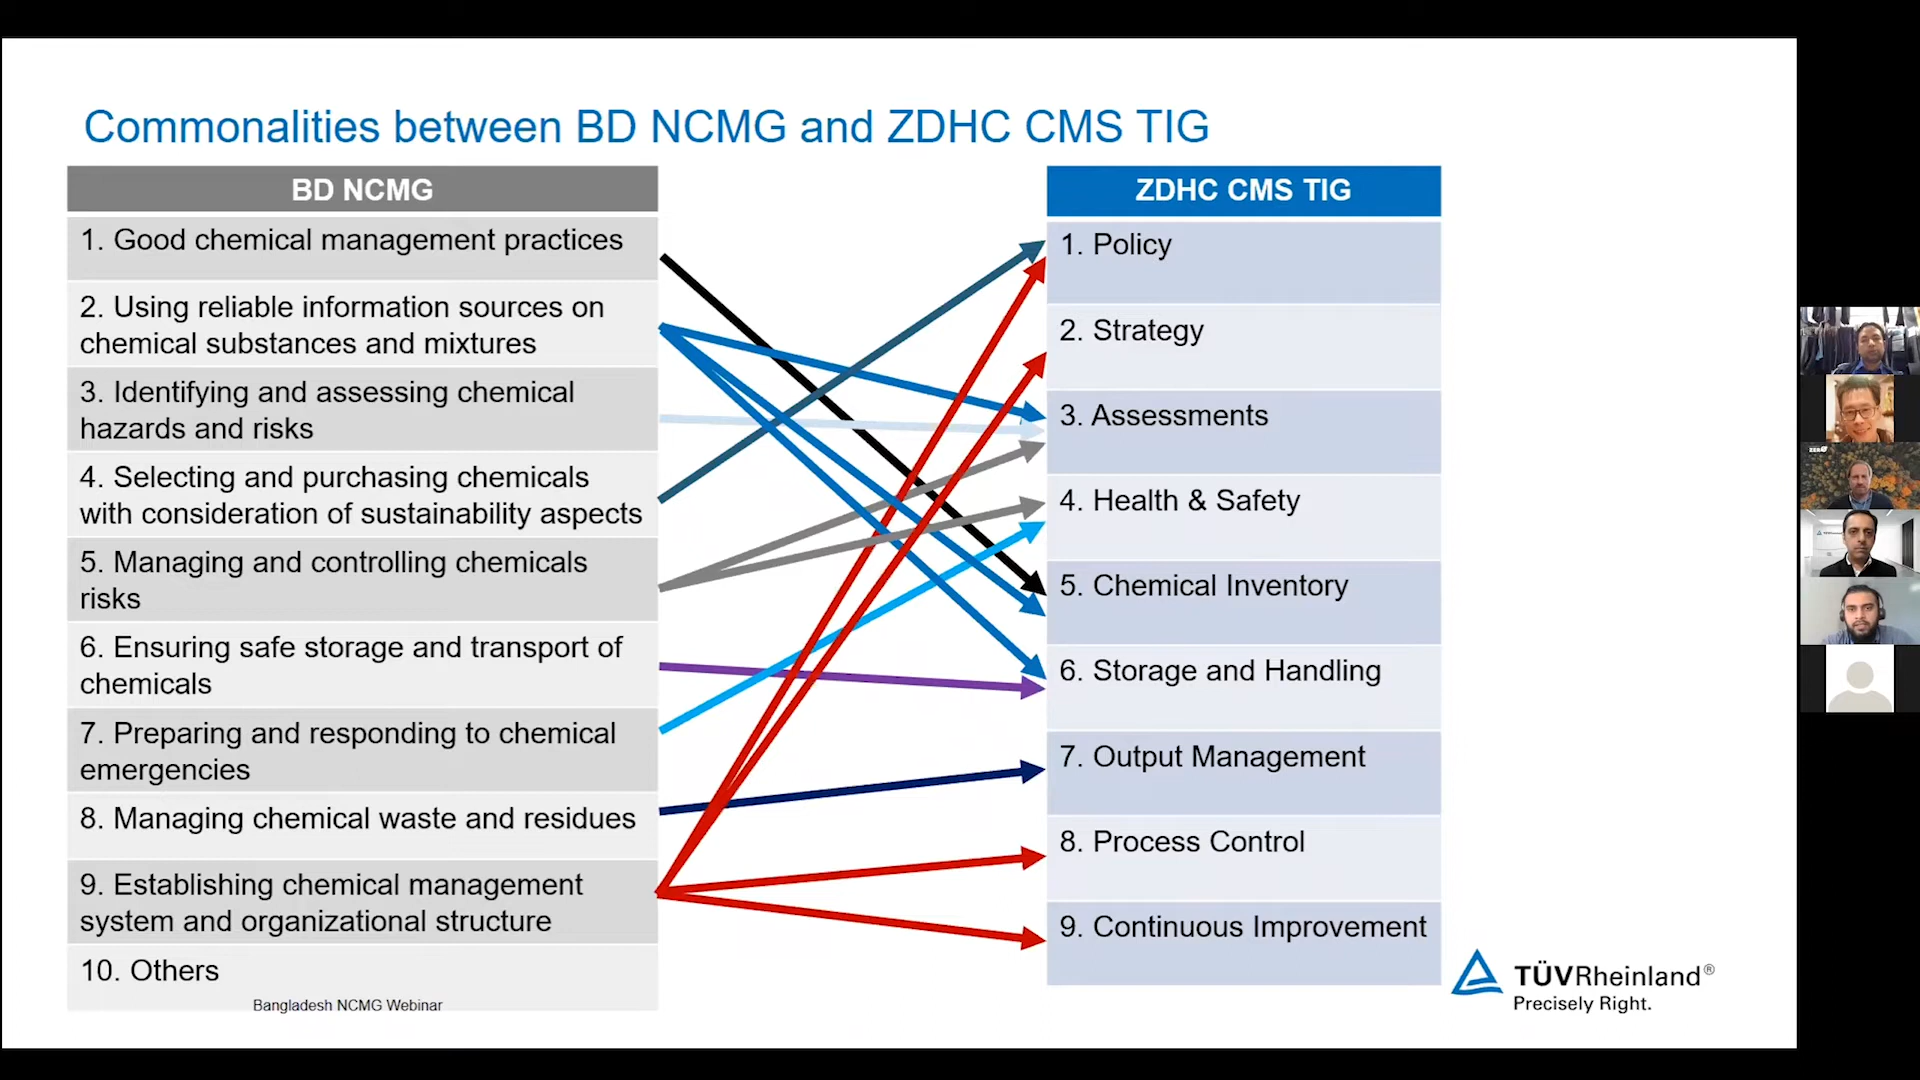 Commonalities between BD NCMG and ZDHC CMS TIG
BD NCMG
1. Good chemical management practices
2. Using reliable information sources on
chemical substances and mixtures
3. Identifying and assessing chemical
hazards and risks
4. Selecting and purchasing chemicals
with consideration of sustainability aspects
5. Managing and controlling chemicals
risks
6. Ensuring safe storage and transport of
chemicals
7. Preparing and responding to chemical
emergencies
8. Managing chemical waste and residues
9. Establishing chemical management
system and organizational structure
10. Others
Bangladesh NCMG Webinar
ZDHC CMS TIG
1. Policy
2. Strategy
3. Assessments
4. Health & Safety
5. Chemical Inventory
6. Storage and Handling
7. Output Management
8. Process Control
9. Continuous Improvement
TÜVRheinland®
Precisely Right.